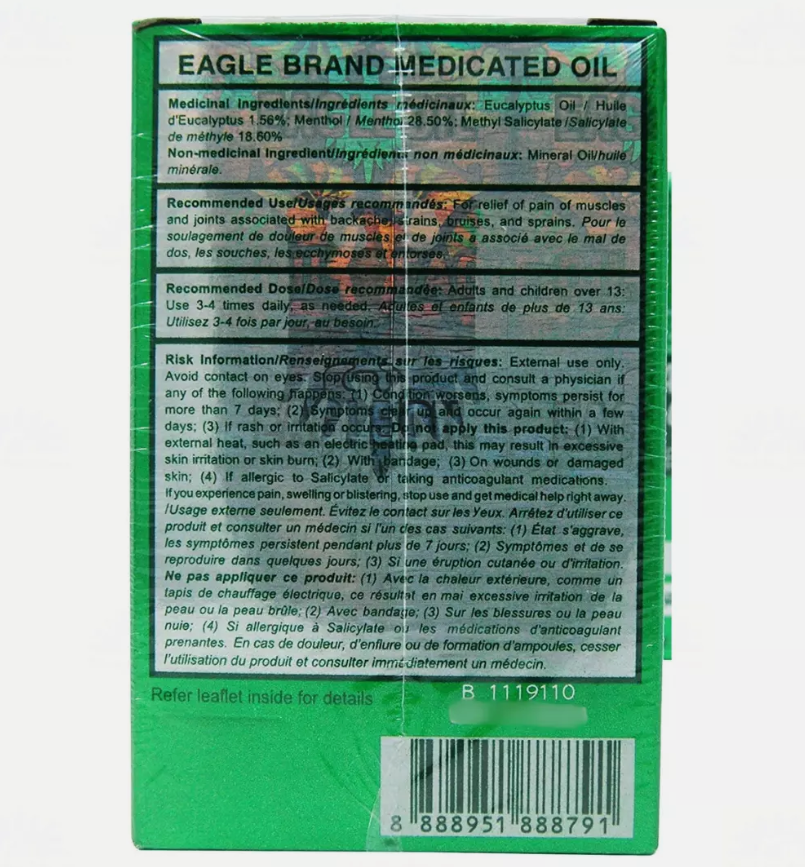 EAGLE BRAND MEDICATED OIL
Medicinal Ingredients/Ingrédients médicinaux: Eucalyptus Oil / Huile
d'Eucalyptus 1.56%; Menthol / Menthol 28.50%; Methyl Salicylate /Salicylate
de méthyle 18.60%
Non-medicinal Ingredient/Ingrédients non médicinaux: Mineral Oil/huile
minérale.
Recommended Use/Usages recommandés: For relief of pain of muscles
and joints associated with backache, strains, bruises, and sprains. Pour le
soulagement de douleur de muscles et de joints a associé avec le mal de
dos, les souches, les ecchymoses et entorses.
Recommended Dose/Dose recommandée: Adults and children over 13:
Use 3-4 times daily, as needed. Adultes et enfants de plus de 13 ans:
Utilisez 3-4 fois par jour, au besoin.
Risk Information/Renseignements sur les risques: External use only.
Avoid contact on eyes. Stop using this product and consult a physician if
any of the following happens: (1) Condition worsens, symptoms persist for
more than 7 days; (2) Symptoms clear up and occur again within a few
days; (3) If rash or irritation occurs. Do not apply this product: (1) With
external heat, such as an electric heating pad, this may result in excessive
skin irritation or skin burn; (2) With bandage; (3) On wounds or damaged
skin; (4) If allergic to Salicylate or taking anticoagulant medications.
If you experience pain, swelling or blistering, stop use and get medical help right away.
/Usage externe seulement. Évitez le contact sur les Yeux. Arrêtez d'utiliser ce
produit et consulter un médecin si l'un des cas suivants: (1) État s'aggrave,
les symptômes persistent pendant plus de 7 jours; (2) Symptômes et de se
reproduire dans quelques jours; (3) Si une éruption cutanée ou d'irritation.
Ne pas appliquer ce produit: (1) Avec la chaleur extérieure, comme un
tapis de chauffage électrique, ce résultat en mai excessive irritation de la
peau ou la peau brûle; (2) Avec bandage; (3) Sur les blessures ou la peau
nuie; (4) Si allergique à Salicylate ou les médications d'anticoagulant
prenantes. En cas de douleur, d'enflure ou de formation d'ampoules, cesser
l'utilisation du produit et consulter immédiatement un médecin.
Refer leaflet inside for details
B 1119110
8 888951 888791